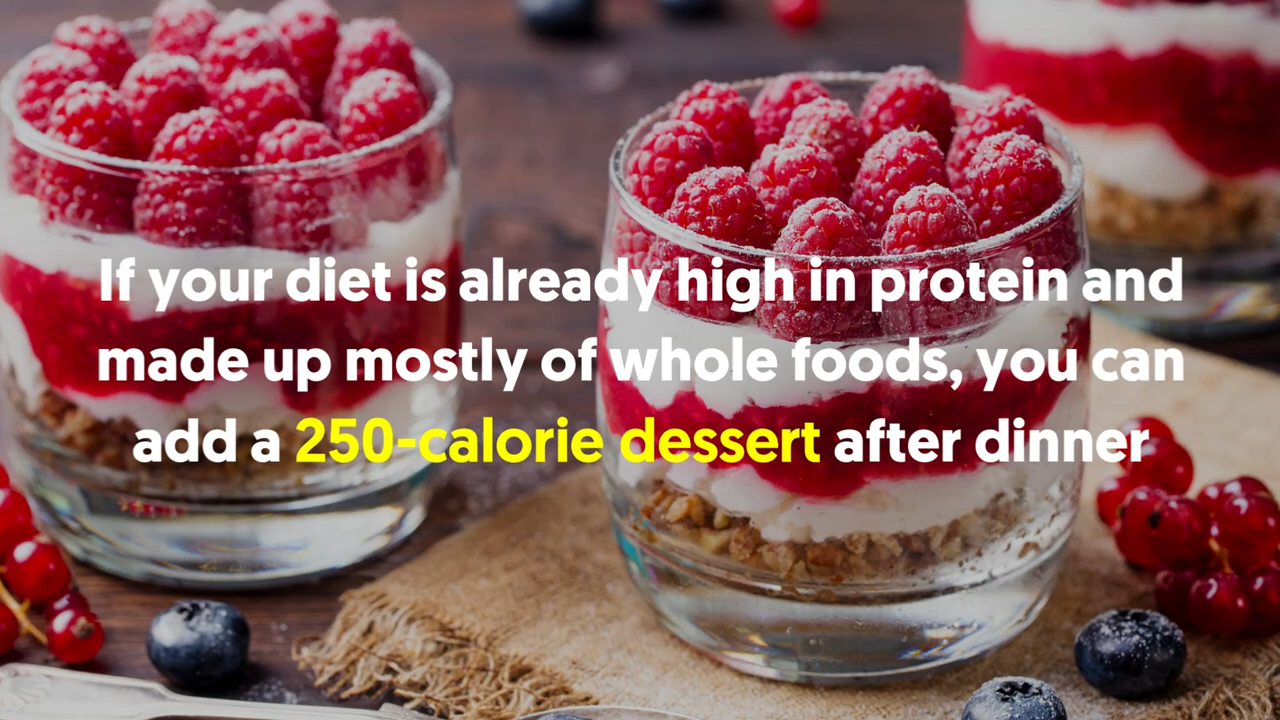 If your diet is already high in protein and
made up mostly of whole foods, you can
add a 250-calorie dessert after dinner